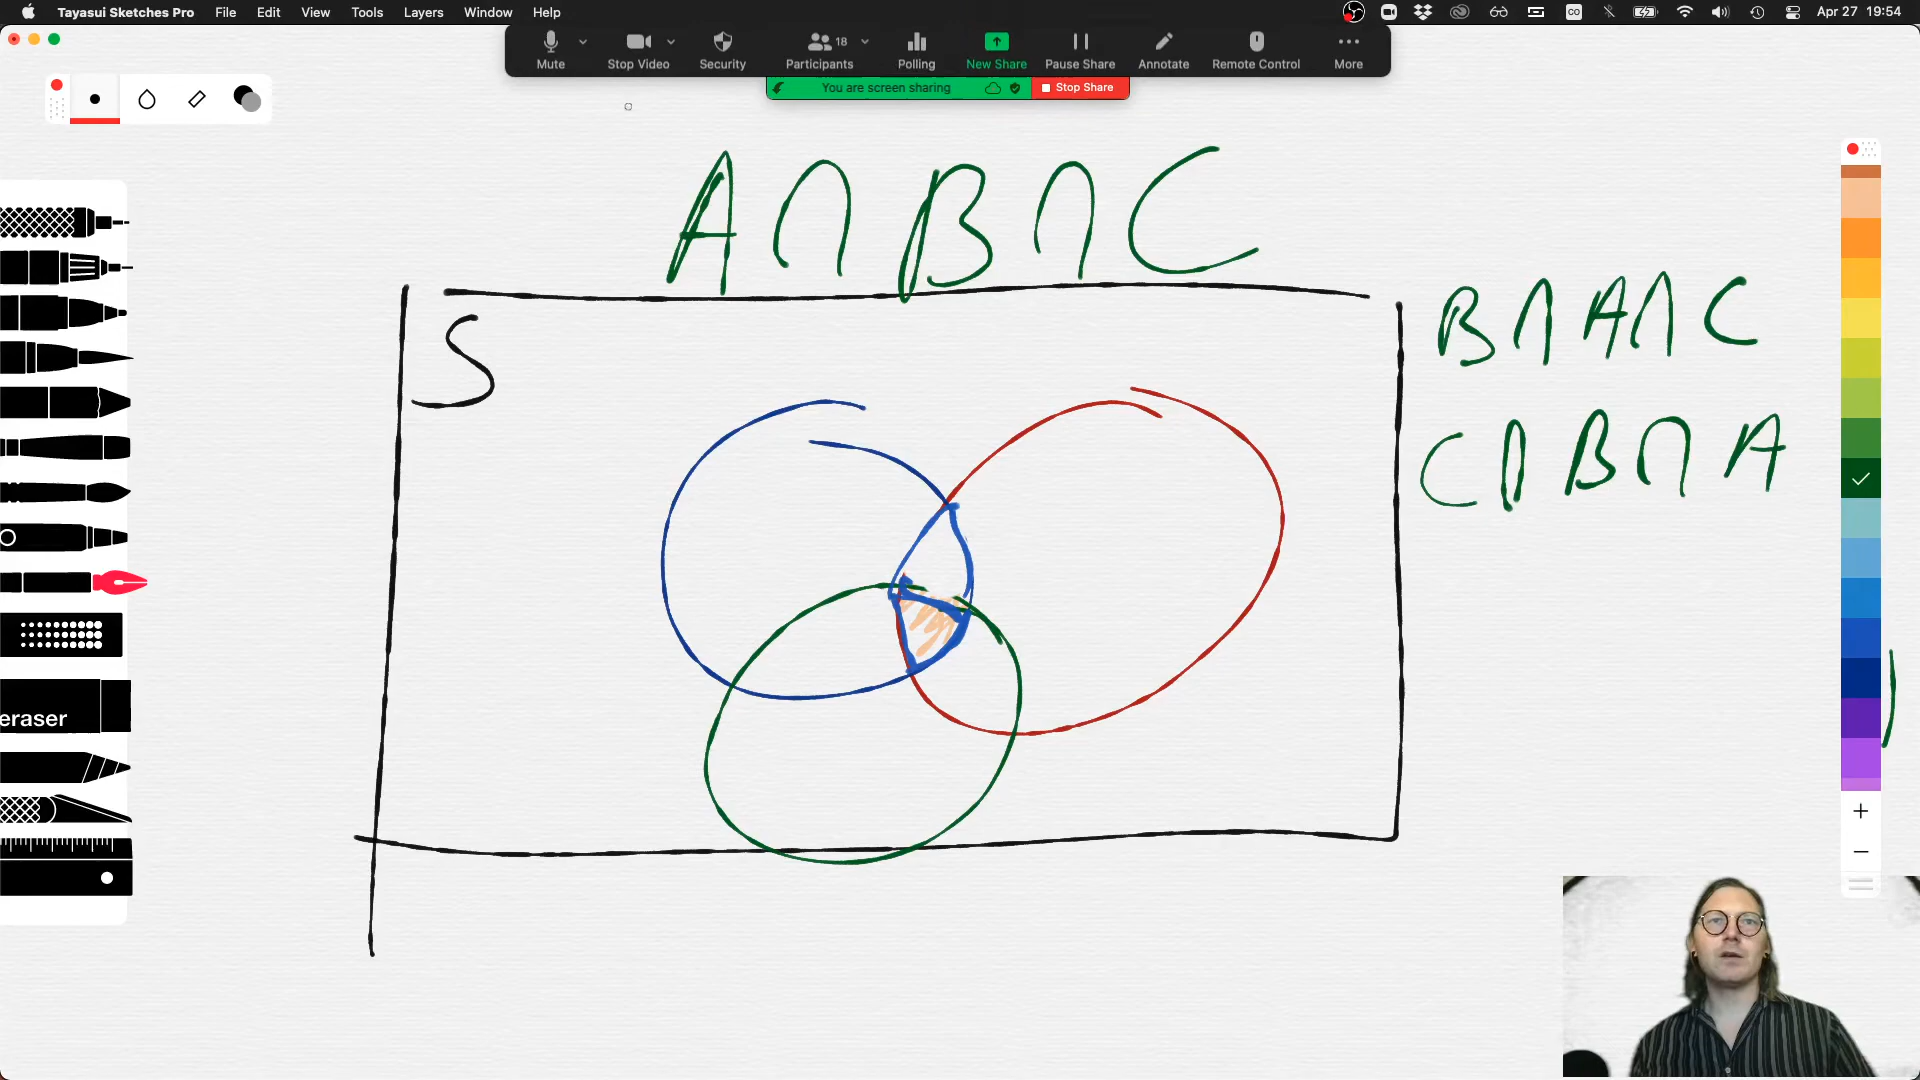 Tayasui Sketches Pro File Edit View Tools Layers Window Help Apr 27 19:54
Mute Stop Video Security 18 Participants Polling New Share Pause Share Annotate Remote Control More
You are screen sharing Stop Share
A∩B∩C
S
B∩A∩C
C∩B∩A
eraser